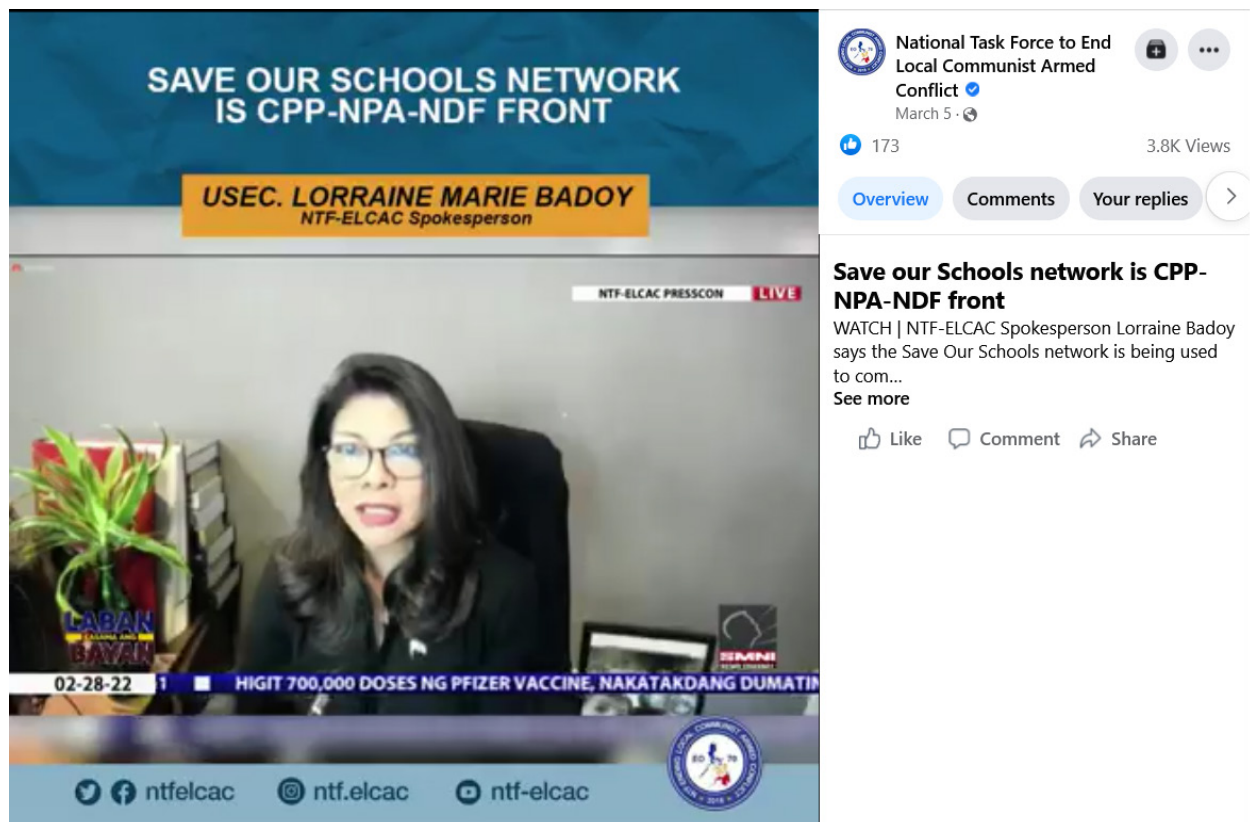 SAVE OUR SCHOOLS NETWORK
IS CPP-NPA-NDF FRONT
USEC. LORRAINE MARIE BADOY
NTF-ELCAC Spokesperson
NTF-ELCAC PRESSCON LIVE
LABAN
KASAMA ANG
BAYAN
SMNI
02-28-22 1 HIGIT 700,000 DOSES NG PFIZER VACCINE, NAKATAKDANG DUMATIN
ntfelcac ntf.elcac ntf-elcac
National Task Force to End
Local Communist Armed
Conflict
March 5 ·
173 3.8K Views
Overview Comments Your replies
Save our Schools network is CPP-
NPA-NDF front
WATCH | NTF-ELCAC Spokesperson Lorraine Badoy
says the Save Our Schools network is being used
to com...
See more
Like Comment Share